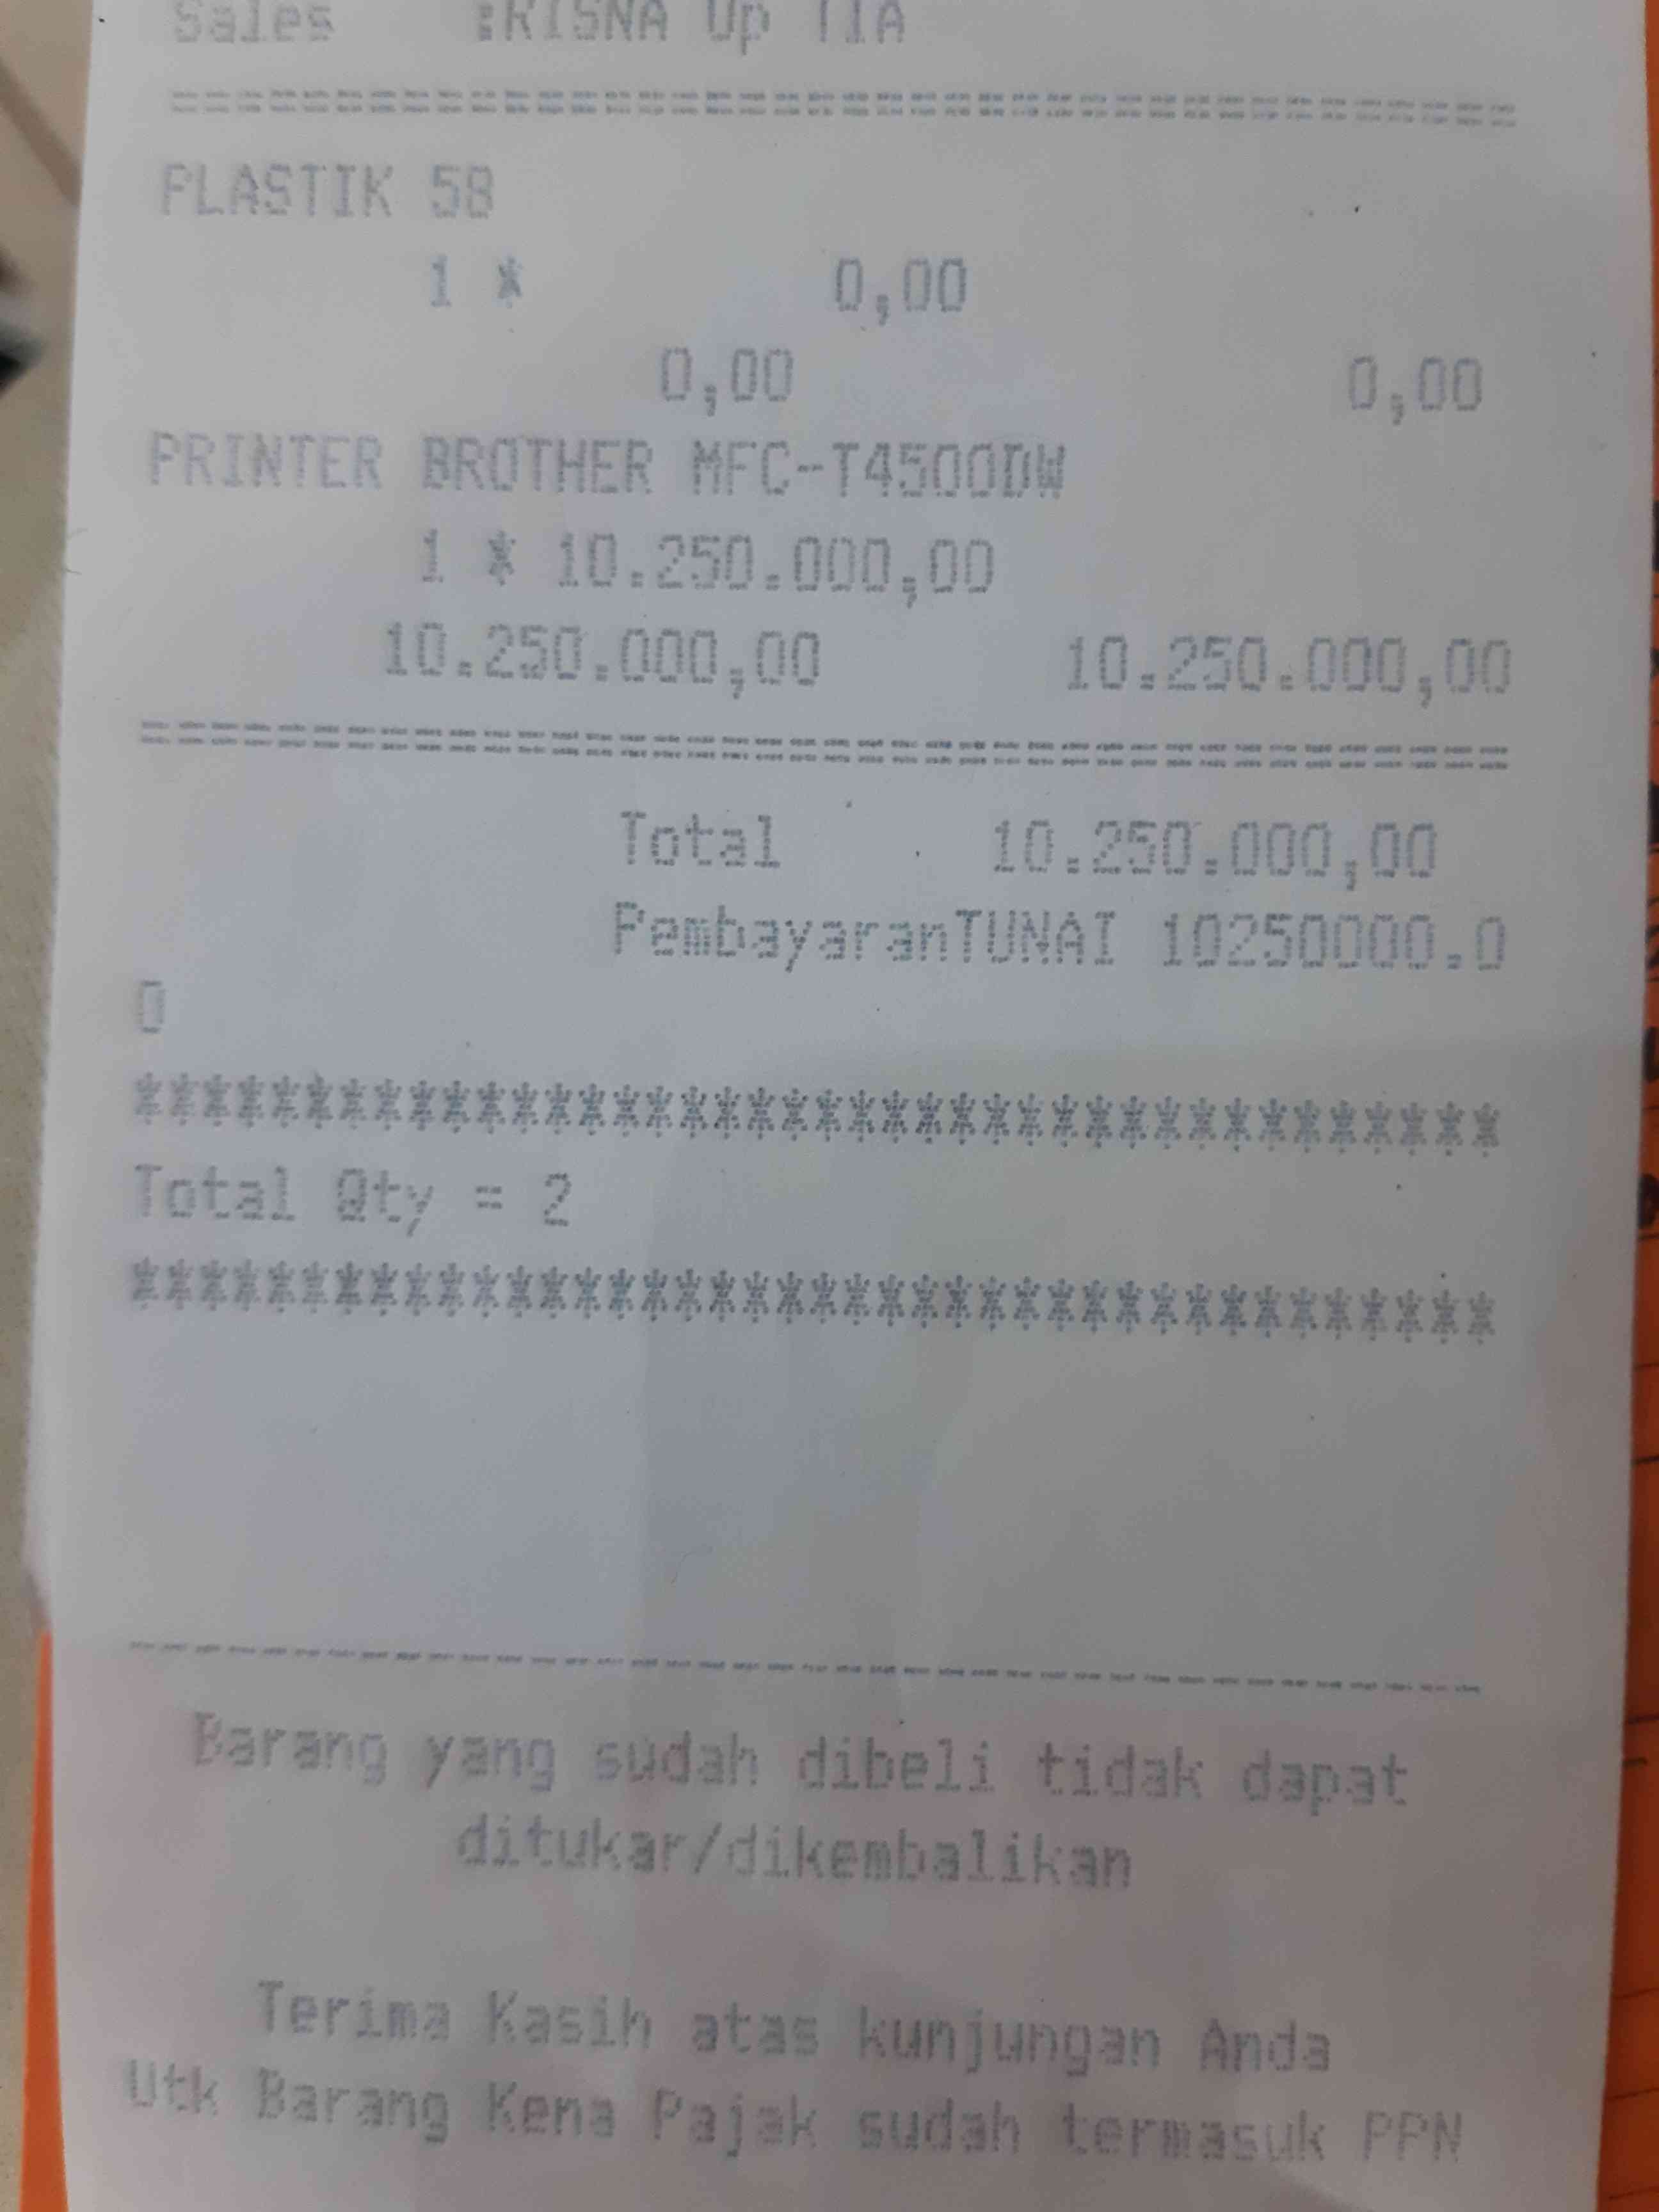 Sales :RISNA Up TIA
PLASTIK 58
1 * 0,00
0,00 0,00
PRINTER BROTHER MFC-T4500DW
1 * 10.250.000,00
10.250.000,00 10.250.000,00
Total 10.250.000,00
PembayaranTUNAI 10250000.0
0
****************************************
Total Qty = 2
****************************************
Barang yang sudah dibeli tidak dapat
ditukar/dikembalikan
Terima Kasih atas kunjungan Anda
Utk Barang Kena Pajak sudah termasuk PPN